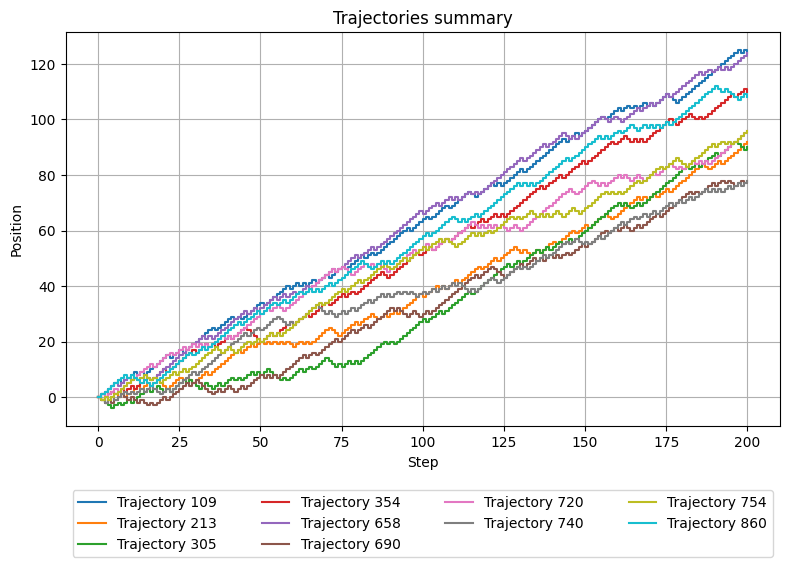 Trajectories summary
Position
120
100
80
60
40
20
0
0 25 50 75 100 125 150 175 200
Step
Trajectory 109 Trajectory 354 Trajectory 720 Trajectory 754
Trajectory 213 Trajectory 658 Trajectory 740 Trajectory 860
Trajectory 305 Trajectory 690